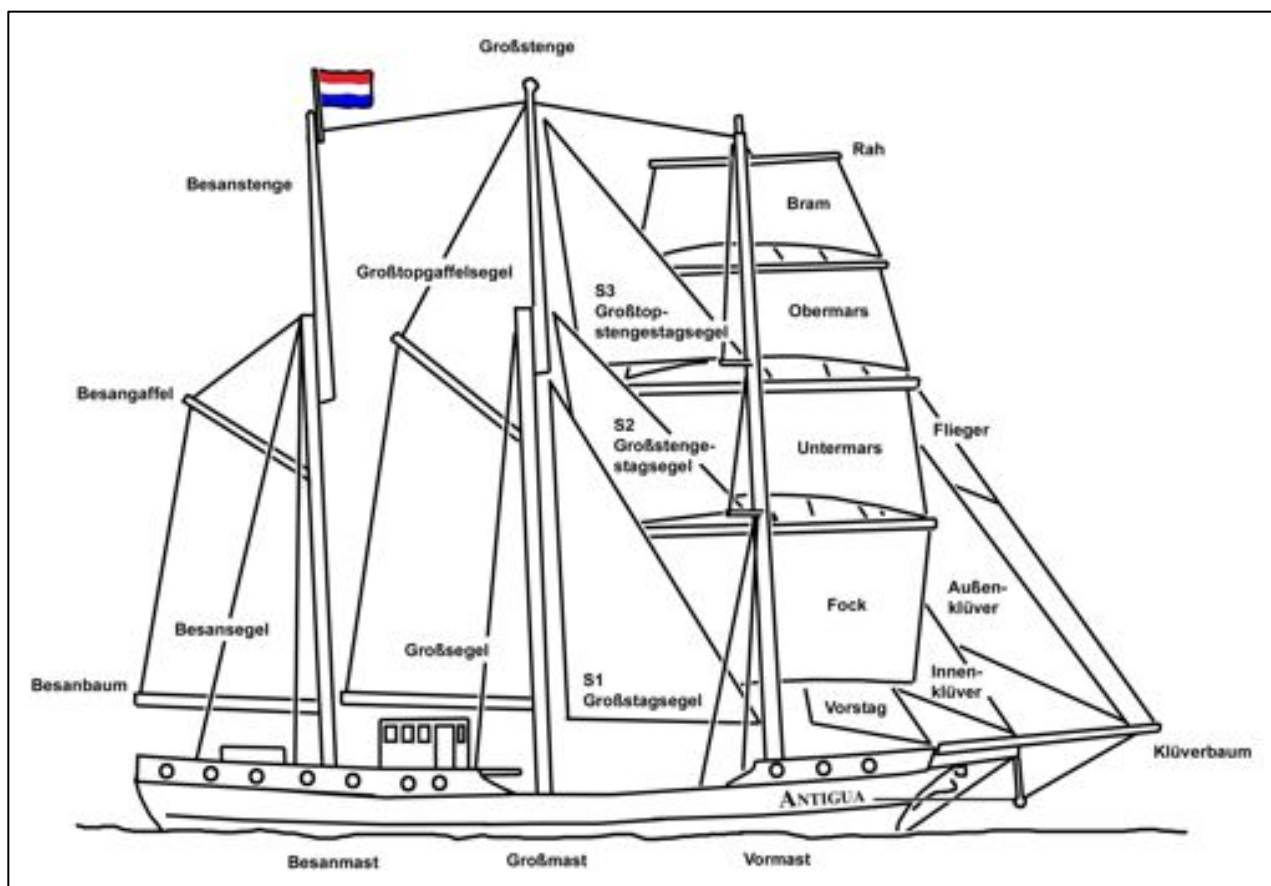 Großstenge
Rah
Besanstenge
Bram
Großtopgaffelsegel
S3
Großtop-
stengestagsegel
Obermars
Besangaffel
S2
Großstenge-
stagsegel
Untermars
Flieger
Außen-
klüver
Fock
Besansegel
Großsegel
Innen-
klüver
Besanbaum
S1
Großstagsegel
Vorstag
Klüverbaum
ANTIGUA
Besanmast
Großmast
Vormast